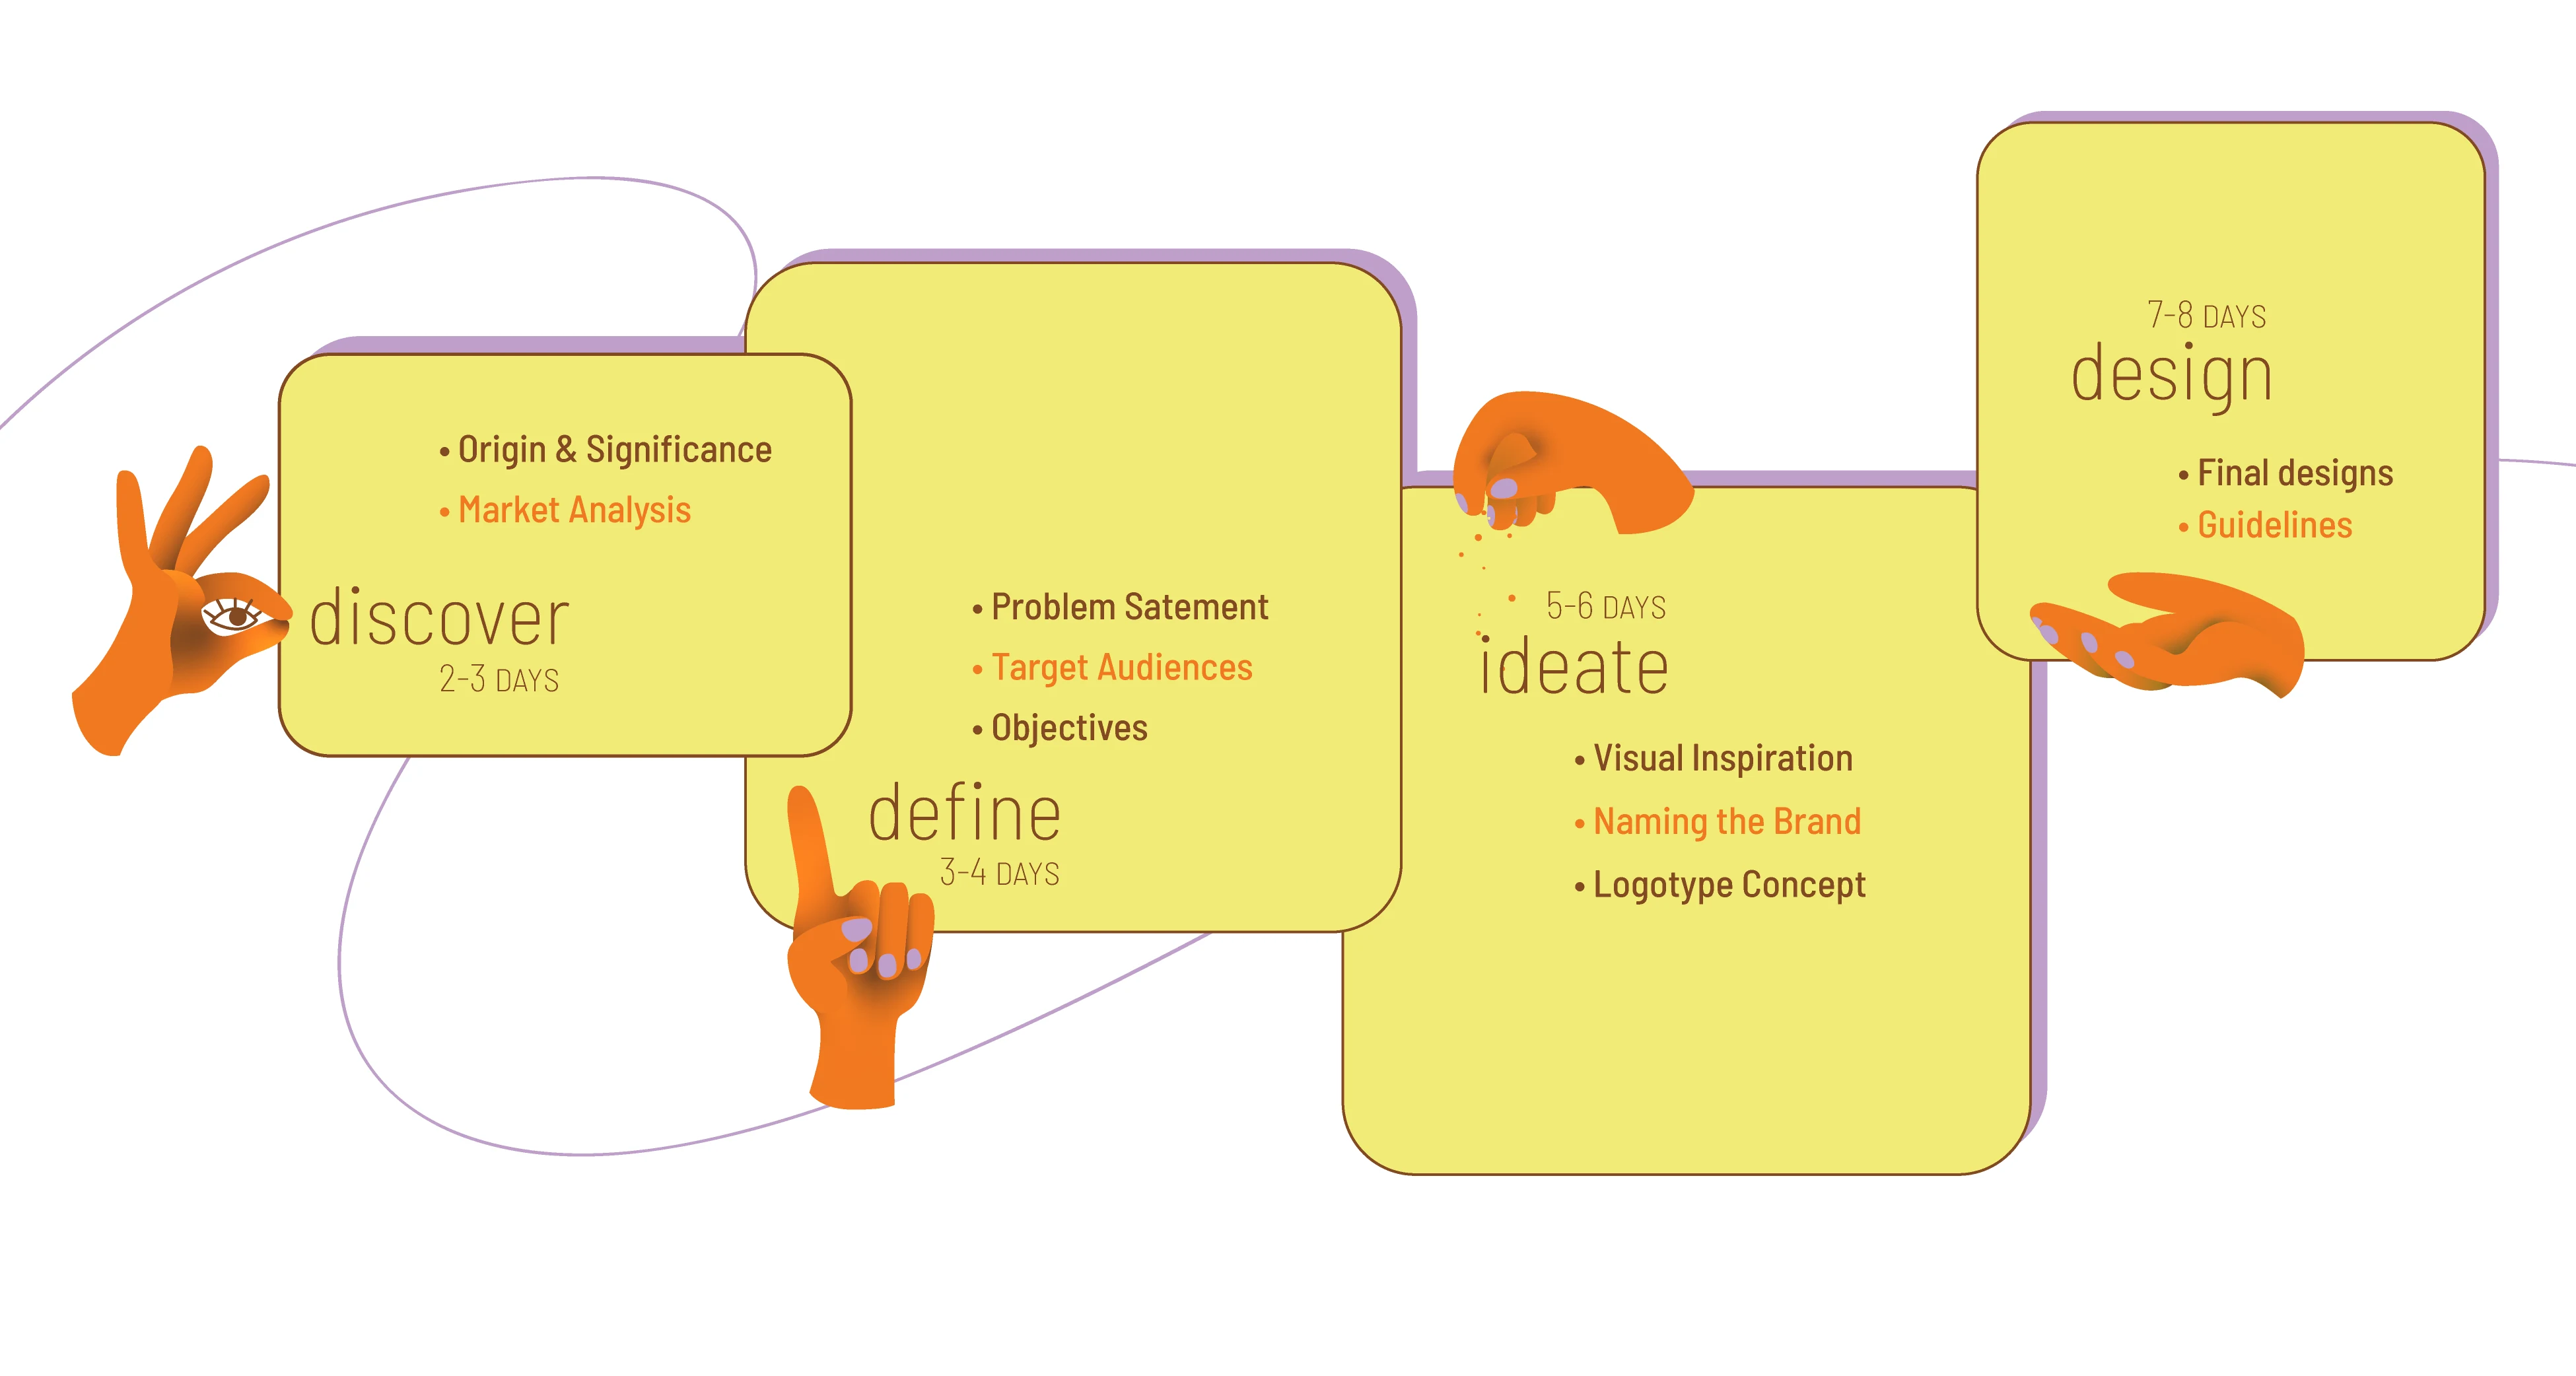 • Origin & Significance
• Market Analysis
discover
2-3 DAYS
• Problem Satement
• Target Audiences
• Objectives
define
3-4 DAYS
5-6 DAYS
ideate
• Visual Inspiration
• Naming the Brand
• Logotype Concept
7-8 DAYS
design
• Final designs
• Guidelines